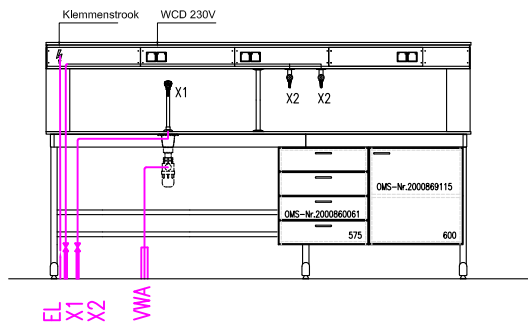 Klemmenstrook
WCD 230V
X1
X2
X2
OMS-Nr.2000869115
OMS-Nr.2000860061
575
600
EL
X1
X2
VWA